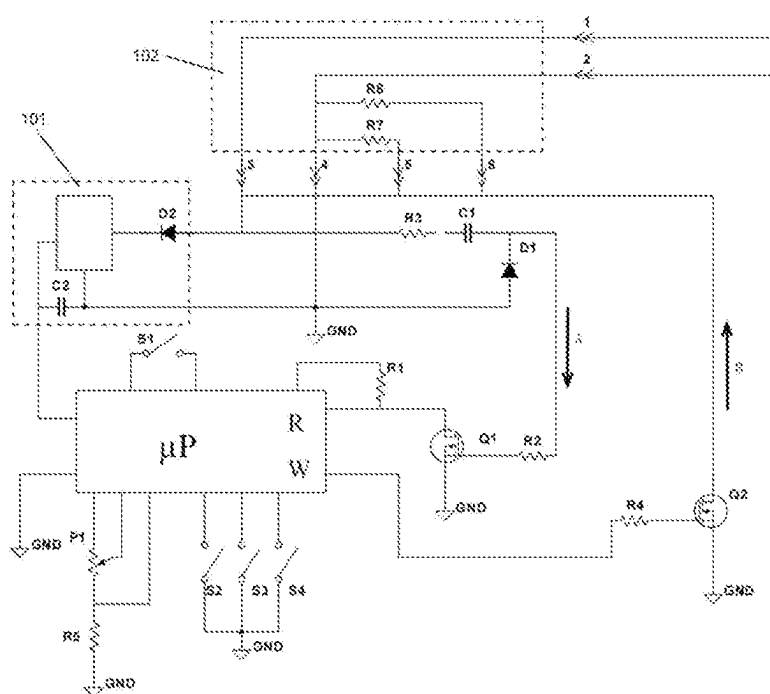 1
102
2
R8
R7
101
3
4
5
6
D2
R3
C1
D1
C2
GND
S1
A
B
R1
R
µP
Q1
R2
W
Q2
GND
R4
GND
P1
S2
S3
S4
GND
R5
GND
GND